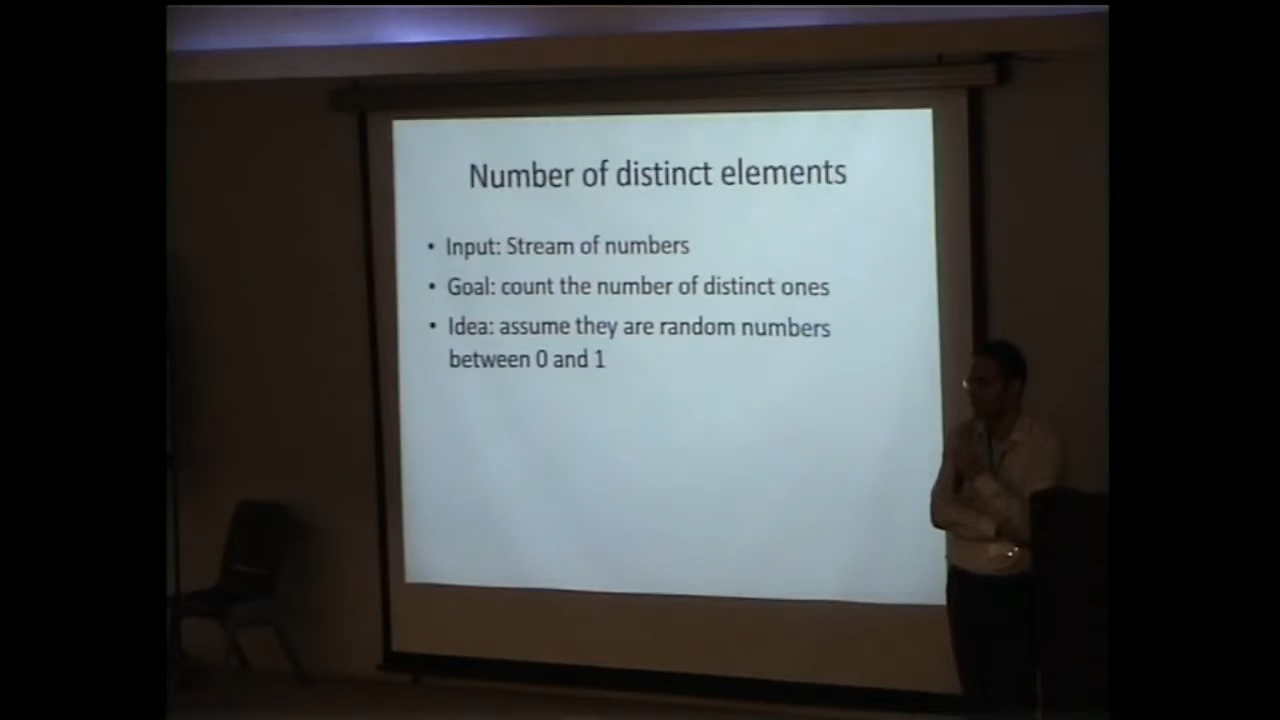 Number of distinct elements
• Input: Stream of numbers
• Goal: count the number of distinct ones
• Idea: assume they are random numbers
between 0 and 1